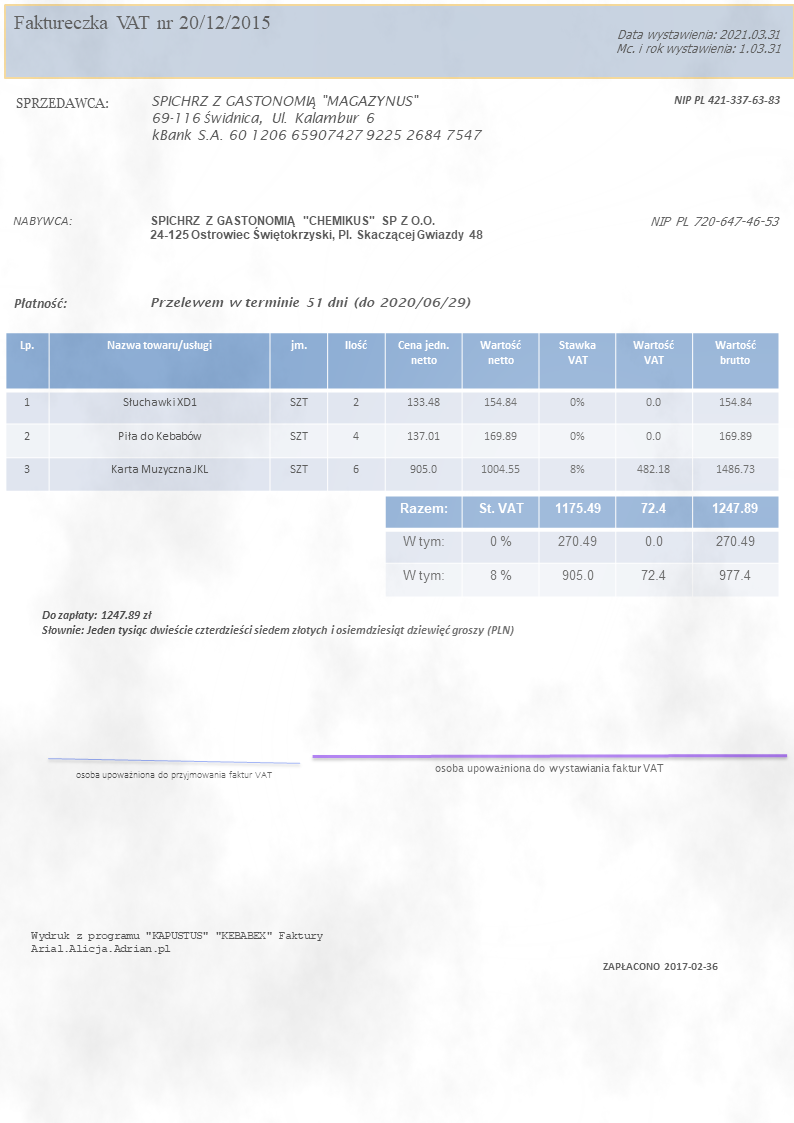 Faktureczka VAT nr 20/12/2015
Data wystawienia: 2021.03.31
Mc. i rok wystawienia: 1.03.31
SPRZEDAWCA:
SPICHRZ Z GASTONOMIĄ "MAGAZYNUS"
69-116 Świdnica, Ul. Kalambur 6
kBank S.A. 60 1206 65907427 9225 2684 7547
NIP PL 421-337-63-83
NABYWCA:
SPICHRZ Z GASTONOMIĄ "CHEMIKUS" SP Z O.O.
24-125 Ostrowiec Świętokrzyski, Pl. Skaczącej Gwiazdy 48
NIP PL 720-647-46-53
Płatność: Przelewem w terminie 51 dni (do 2020/06/29)
Lp. Nazwa towaru/usługi jm. Ilość Cena jedn. netto Wartość netto Stawka VAT Wartość VAT Wartość brutto
1 Słuchawki XD1 SZT 2 133.48 154.84 0% 0.0 154.84
2 Piła do Kebabów SZT 4 137.01 169.89 0% 0.0 169.89
3 Karta Muzyczna JKL SZT 6 905.0 1004.55 8% 482.18 1486.73
Razem: St. VAT 1175.49 72.4 1247.89
W tym: 0 % 270.49 0.0 270.49
W tym: 8 % 905.0 72.4 977.4
Do zapłaty: 1247.89 zł
Słownie: Jeden tysiąc dwieście czterdzieści siedem złotych i osiemdziesiąt dziewięć groszy (PLN)
osoba upoważniona do przyjmowania faktur VAT
osoba upoważniona do wystawiania faktur VAT
Wydruk z programu "KAPUSTUS" "KEBABEX" Faktury
Arial.Alicja.Adrian.pl
ZAPŁACONO 2017-02-36